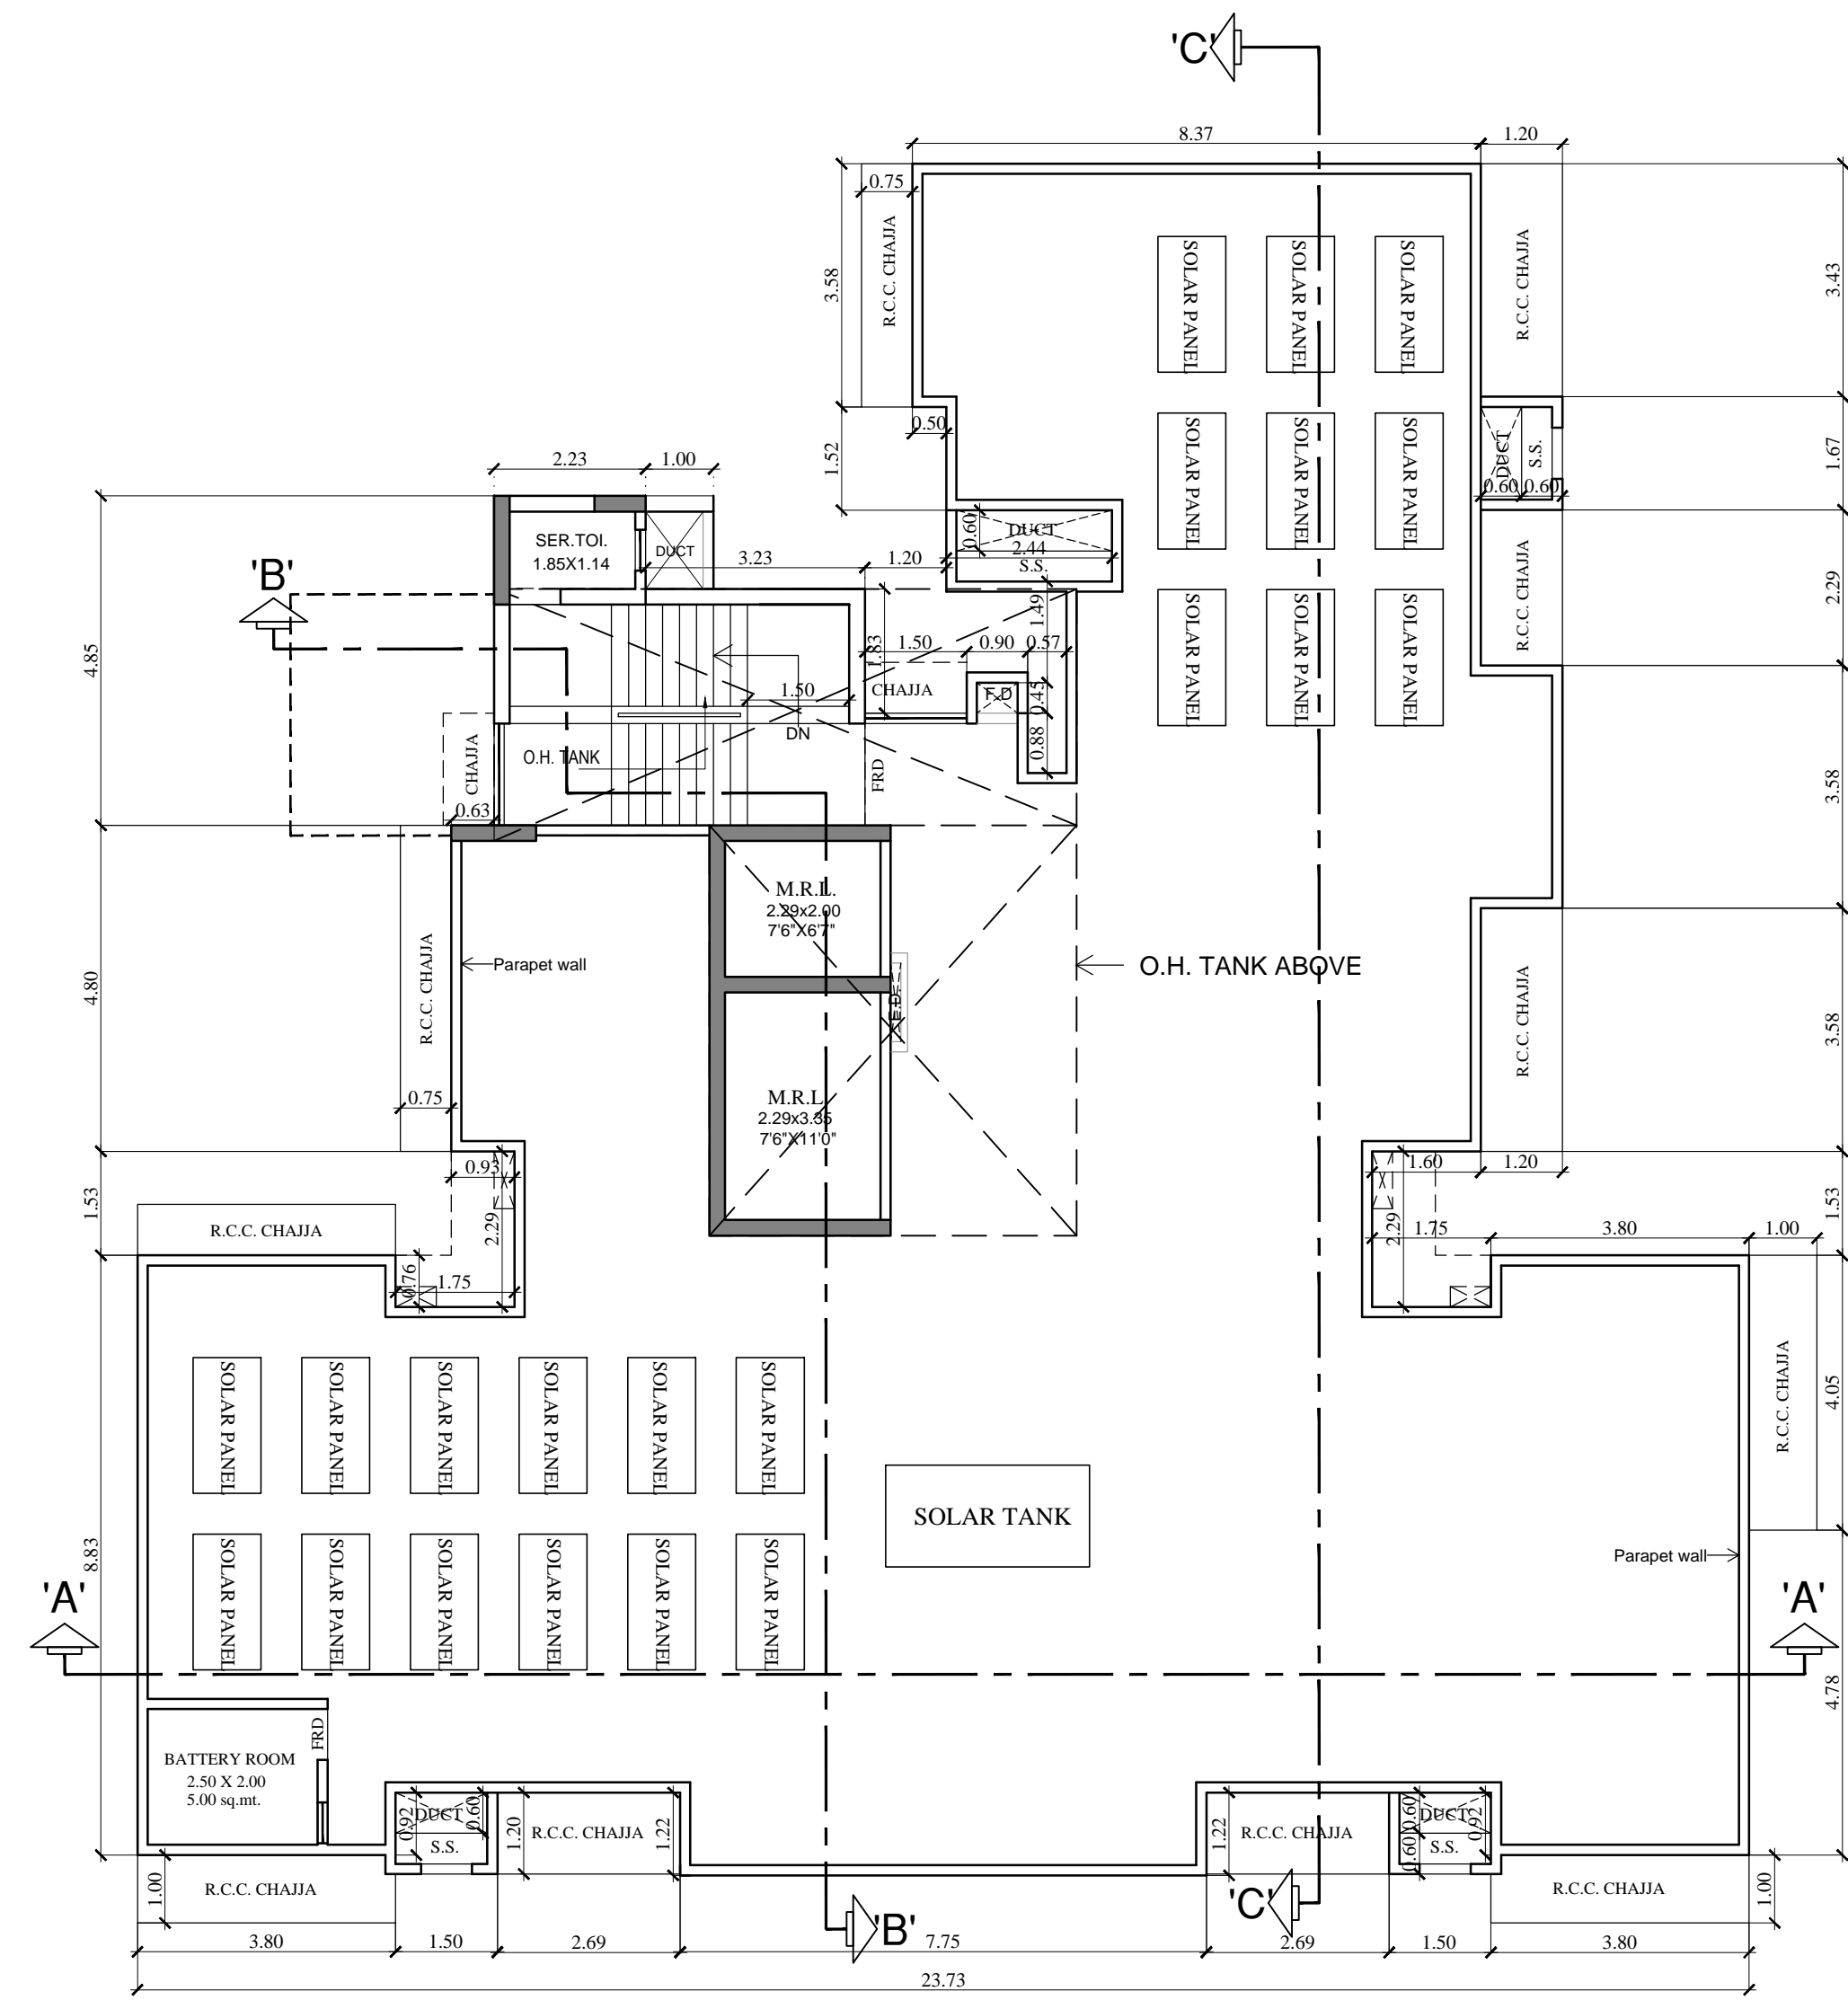 'C'
8.37
1.20
0.75
R.C.C. CHAJJA
3.58
SOLAR PANEL
SOLAR PANEL
SOLAR PANEL
R.C.C. CHAJJA
3.43
0.50
1.52
SOLAR PANEL
SOLAR PANEL
SOLAR PANEL
DUCT
S.S.
0.60
0.60
1.67
2.23
1.00
SER.TOI.
1.85X1.14
DUCT
3.23
1.20
0.60
DUCT
2.44
S.S.
'B'
4.85
1.49
1.83
1.50
0.90
0.57
SOLAR PANEL
SOLAR PANEL
SOLAR PANEL
R.C.C. CHAJJA
2.29
1.50
CHAJJA
F.D
0.45
0.88
DN
O.H. TANK
CHAJJA
0.63
FRD
3.58
M.R.L.
2.29x2.00
7'6"X6'7"
Parapet wall
R.C.C. CHAJJA
4.80
O.H. TANK ABOVE
R.C.C. CHAJJA
3.58
M.R.L.
2.29x3.35
7'6"X11'0"
0.75
0.93
2.29
1.53
R.C.C. CHAJJA
0.76
1.75
1.60
1.20
2.29
1.75
3.80
1.00
1.53
SOLAR PANEL
SOLAR PANEL
SOLAR PANEL
SOLAR PANEL
SOLAR PANEL
SOLAR PANEL
R.C.C. CHAJJA
4.05
SOLAR TANK
8.83
SOLAR PANEL
SOLAR PANEL
SOLAR PANEL
SOLAR PANEL
SOLAR PANEL
SOLAR PANEL
Parapet wall
'A'
'A'
4.78
FRD
BATTERY ROOM
2.50 X 2.00
5.00 sq.mt.
0.92
DUCT
0.60
S.S.
1.20
R.C.C. CHAJJA
1.22
1.22
R.C.C. CHAJJA
0.60
0.60
DUCT
0.92
S.S.
1.00
R.C.C. CHAJJA
'B'
'C'
R.C.C. CHAJJA
1.00
3.80
1.50
2.69
7.75
2.69
1.50
3.80
23.73